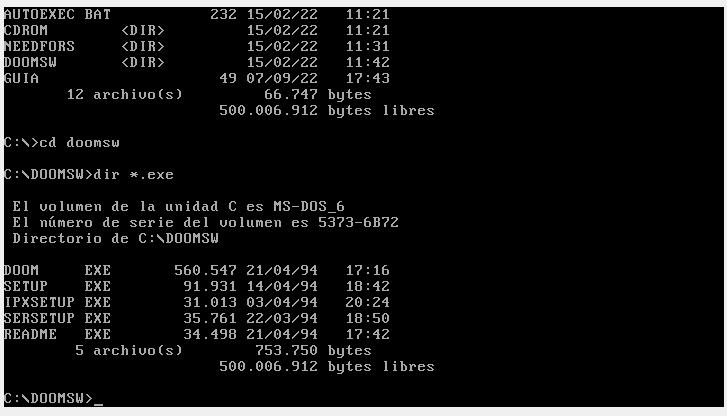 AUTOEXEC BAT           232 15/02/22   11:21
CDROM        <DIR>         15/02/22   11:21
NEEDFORS     <DIR>         15/02/22   11:31
DOOMSW       <DIR>         15/02/22   11:42
GUIA                    49 07/09/22   17:43
       12 archivo(s)         66.747 bytes
                        500.006.912 bytes libres
C:\>cd doomsw
C:\DOOMSW>dir *.exe
 El volumen de la unidad C es MS-DOS_6
 El número de serie del volumen es 5373-6B72
 Directorio de C:\DOOMSW
DOOM     EXE       560.547 21/04/94   17:16
SETUP    EXE        91.931 14/04/94   18:42
IPXSETUP EXE        31.013 03/04/94   20:24
SERSETUP EXE        35.761 22/03/94   18:50
README   EXE        34.498 21/04/94   17:42
        5 archivo(s)        753.750 bytes
                        500.006.912 bytes libres
C:\DOOMSW>_